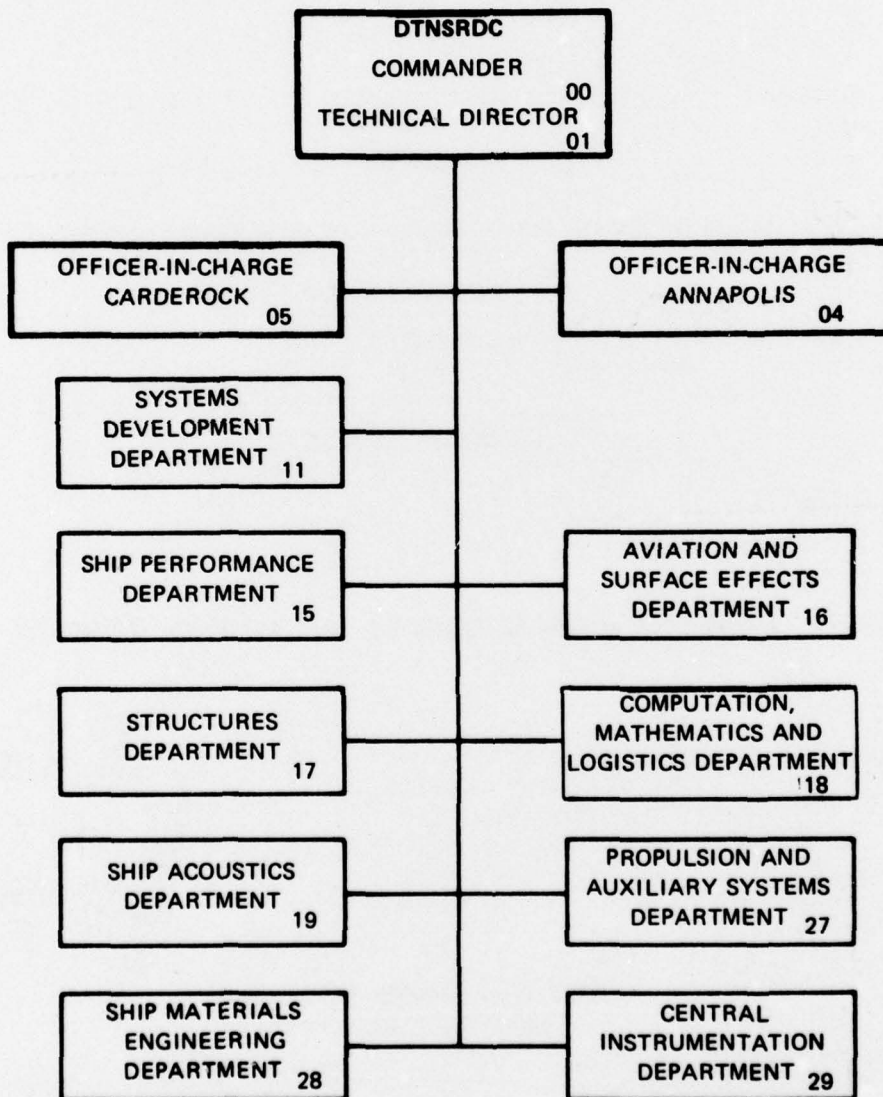 DTNSRDC
COMMANDER
00
TECHNICAL DIRECTOR
01
OFFICER-IN-CHARGE
CARDEROCK
05
OFFICER-IN-CHARGE
ANNAPOLIS
04
SYSTEMS
DEVELOPMENT
DEPARTMENT
11
SHIP PERFORMANCE
DEPARTMENT
15
AVIATION AND
SURFACE EFFECTS
DEPARTMENT
16
STRUCTURES
DEPARTMENT
17
COMPUTATION,
MATHEMATICS AND
LOGISTICS DEPARTMENT
18
SHIP ACOUSTICS
DEPARTMENT
19
PROPULSION AND
AUXILIARY SYSTEMS
DEPARTMENT
27
SHIP MATERIALS
ENGINEERING
DEPARTMENT
28
CENTRAL
INSTRUMENTATION
DEPARTMENT
29